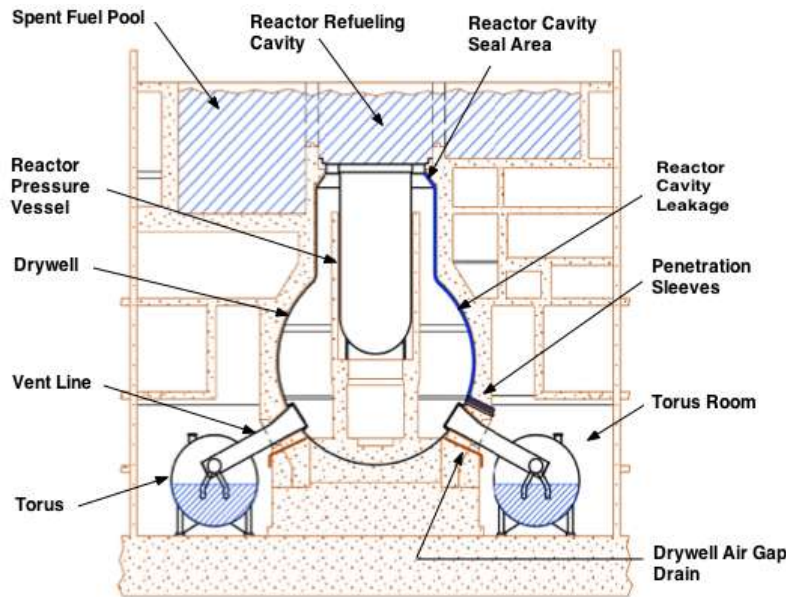 Spent Fuel Pool
Reactor Refueling
Cavity
Reactor Cavity
Seal Area
Reactor
Pressure
Vessel
Reactor
Cavity
Leakage
Drywell
Penetration
Sleeves
Vent Line
Torus Room
Torus
Drywell Air Gap
Drain